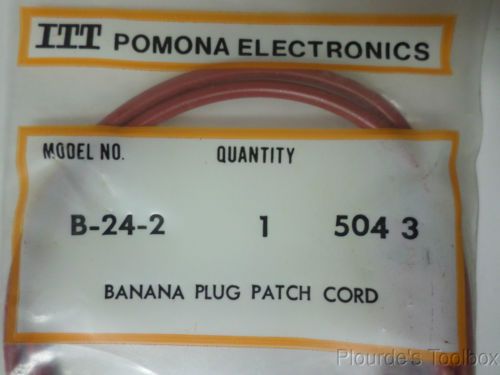 ITT POMONA ELECTRONICS
MODEL NO. QUANTITY
B-24-2 1 504 3
BANANA PLUG PATCH CORD
Plourde's Toolbox